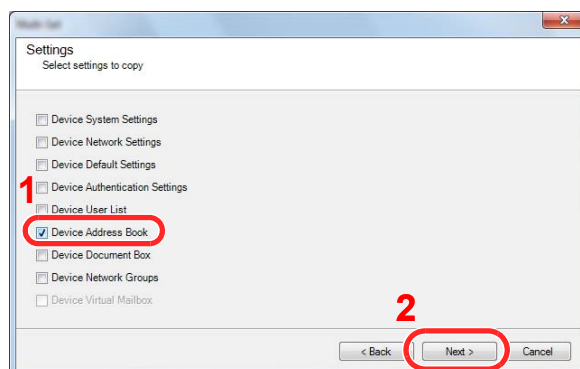 Settings
Select settings to copy
Device System Settings
Device Network Settings
Device Default Settings
1
Device Authentication Settings
Device User List
Device Address Book
Device Document Box
Device Network Groups
Device Virtual Mailbox
2
< Back
Next >
Cancel